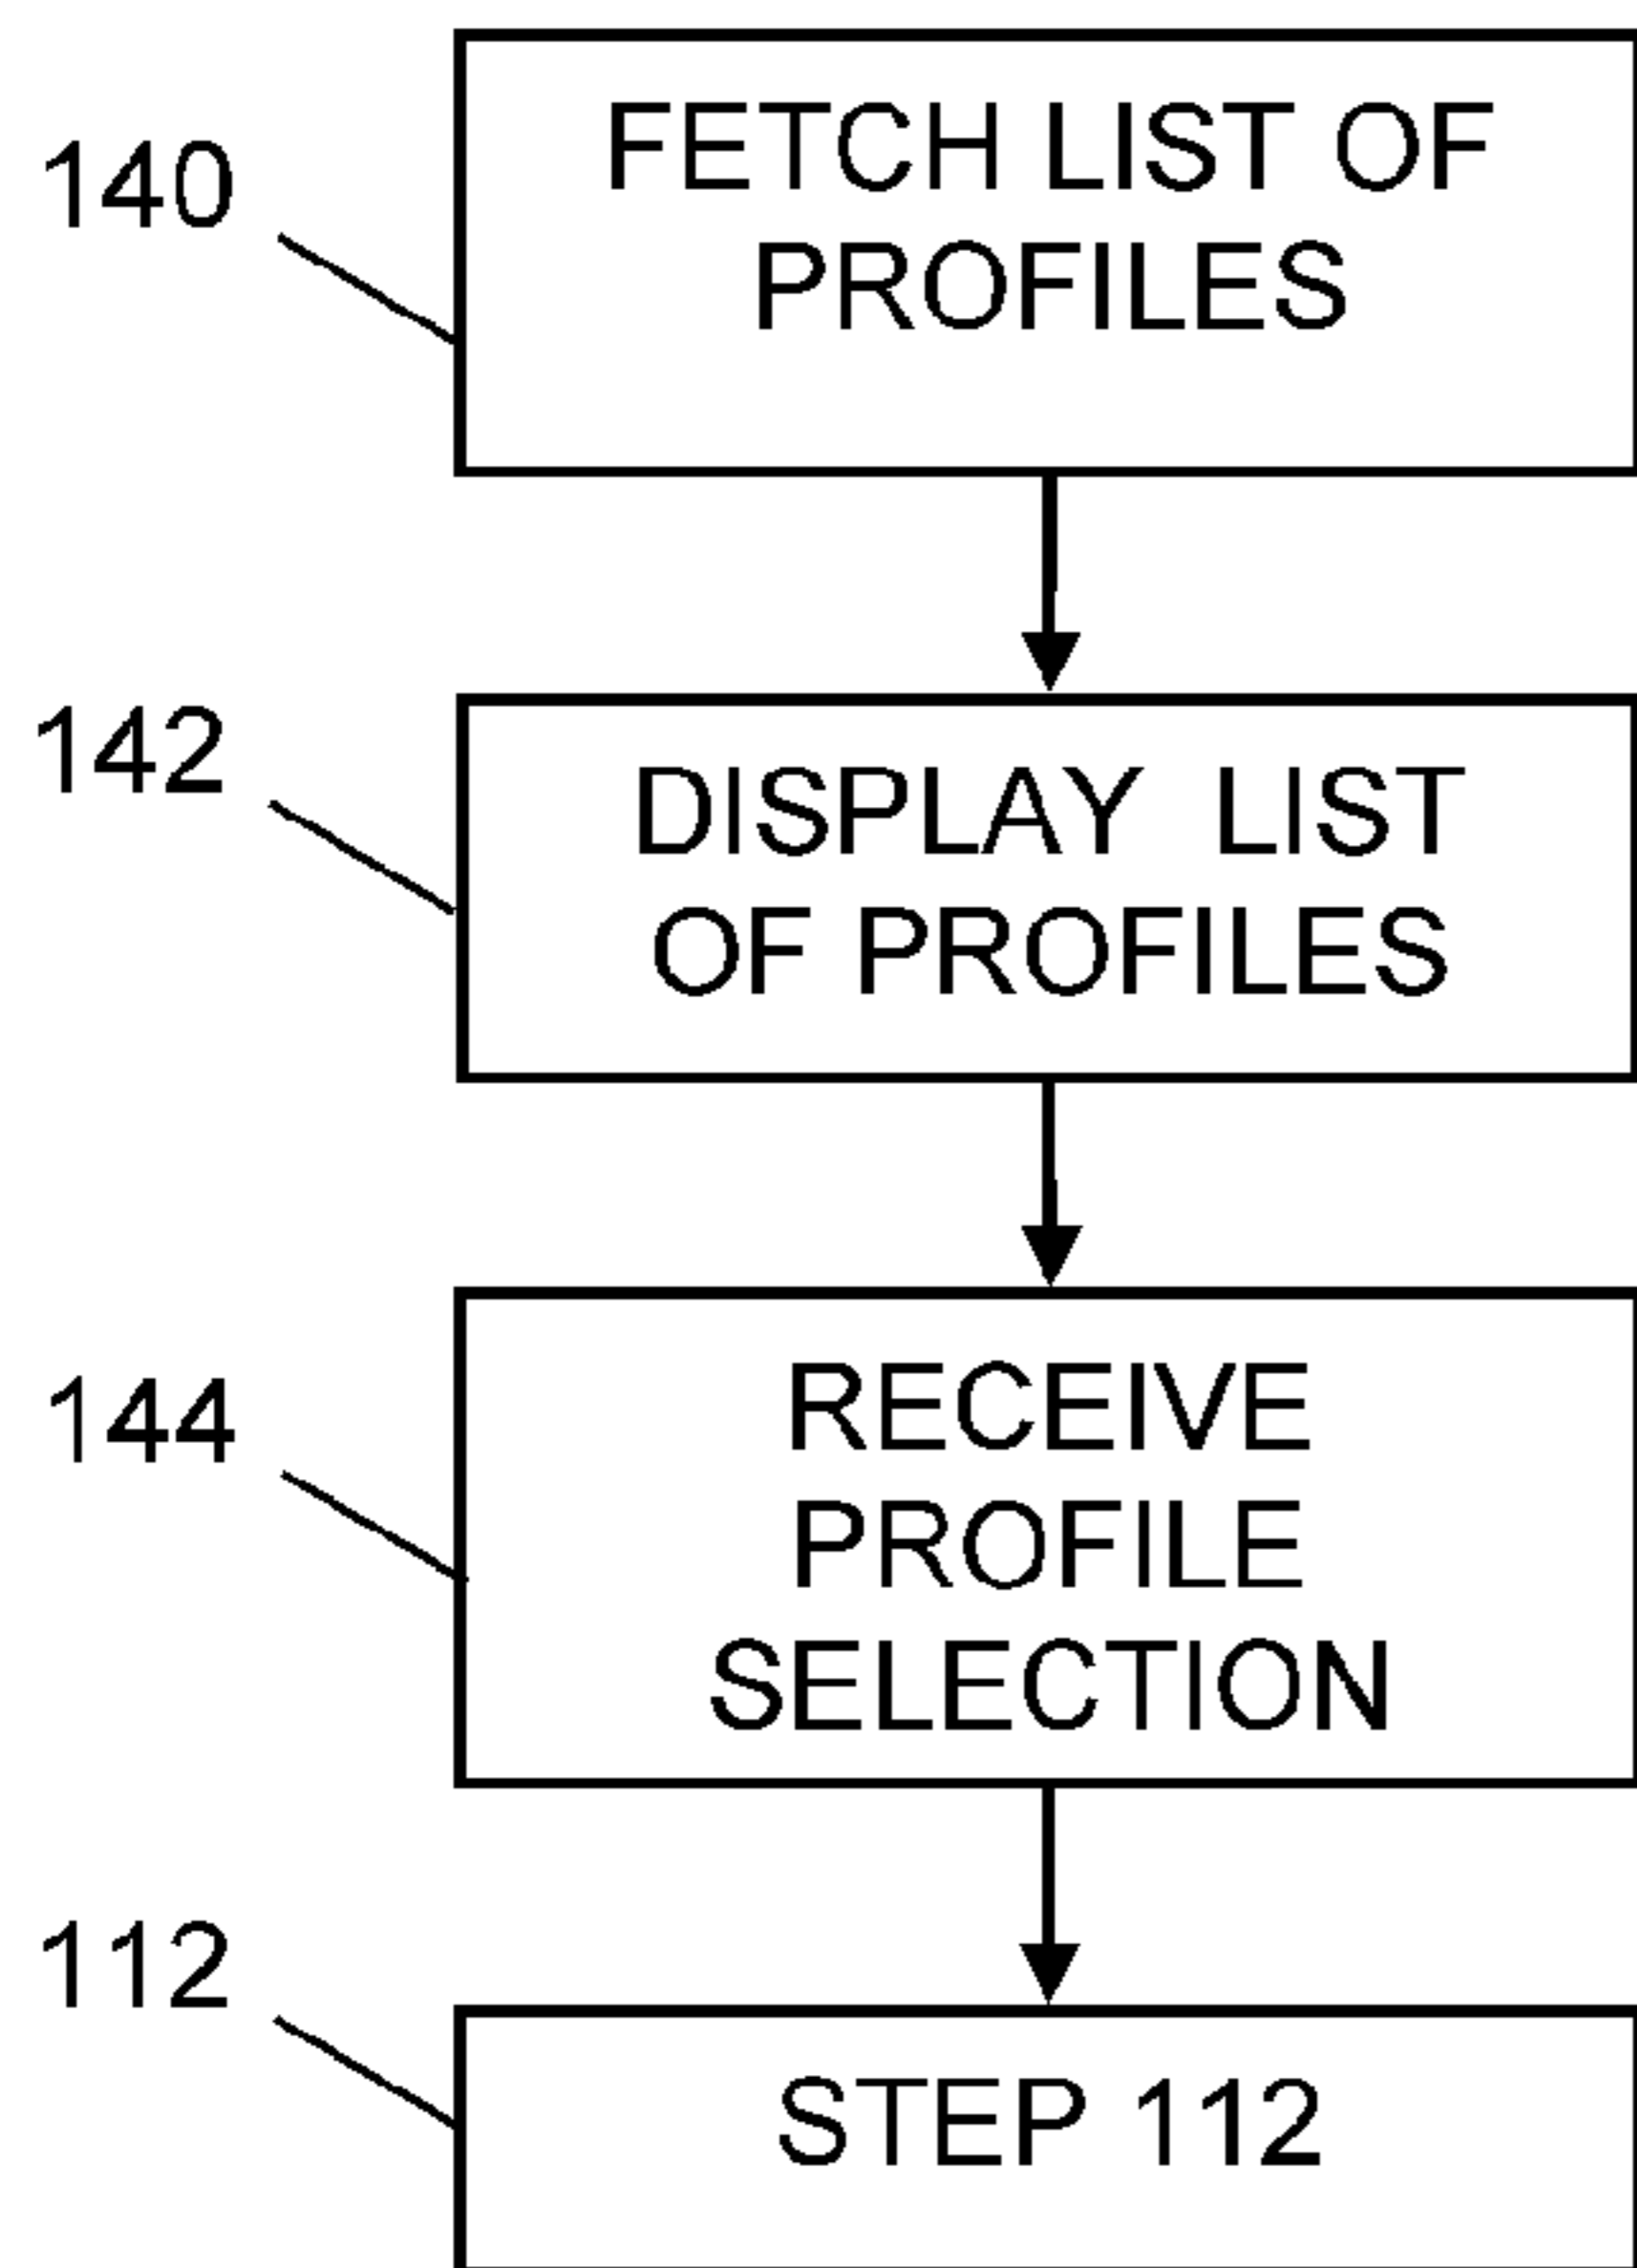 140
FETCH LIST OF
PROFILES
142
DISPLAY LIST
OF PROFILES
144
RECEIVE
PROFILE
SELECTION
112
STEP 112